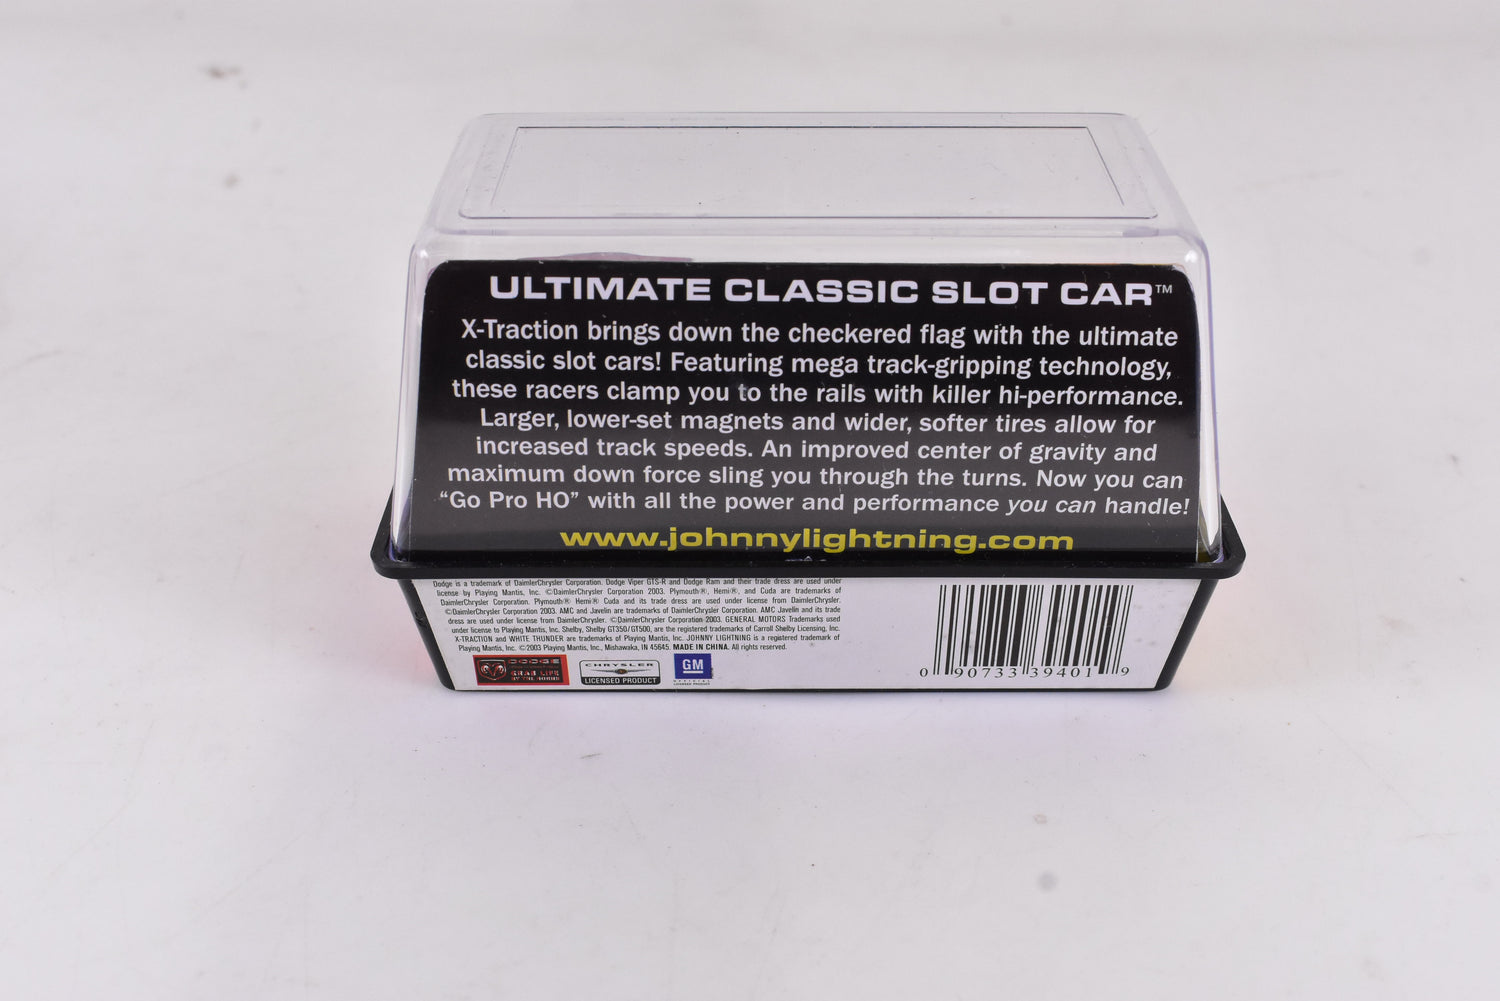 ULTIMATE CLASSIC SLOT CAR™
X-Traction brings down the checkered flag with the ultimate
classic slot cars! Featuring mega track-gripping technology,
these racers clamp you to the rails with killer hi-performance.
Larger, lower-set magnets and wider, softer tires allow for
increased track speeds. An improved center of gravity and
maximum down force sling you through the turns. Now you can
“Go Pro HO” with all the power and performance you can handle!
www.johnnylightning.com
Dodge is a trademark of DaimlerChrysler Corporation. Dodge Viper GTS-R and Dodge Ram and their trade dress are used under
license by Playing Mantis, Inc. ©DaimlerChrysler Corporation 2003. Plymouth®, Hemi®, and Cuda are trademarks of
DaimlerChrysler Corporation. Plymouth® Hemi® Cuda and its trade dress are used under license from DaimlerChrysler.
©DaimlerChrysler Corporation 2003. AMC and Javelin are trademarks of DaimlerChrysler Corporation. AMC Javelin and its trade
dress are used under license from DaimlerChrysler. ©DaimlerChrysler Corporation 2003. GENERAL MOTORS Trademarks used
under license to Playing Mantis, Inc. Shelby, Shelby GT350/GT500, are the registered trademarks of Carroll Shelby Licensing, Inc.
X-TRACTION and WHITE THUNDER are trademarks of Playing Mantis, Inc. JOHNNY LIGHTNING is a registered trademark of
Playing Mantis, Inc. ©2003 Playing Mantis, Inc., Mishawaka, IN 45645. MADE IN CHINA. All rights reserved.
DODGE
GRAB LIFE
BY THE HORNS
CHRYSLER
LICENSED PRODUCT
GM
OFFICIAL
LICENSED PRODUCT
0 90733 39401 9